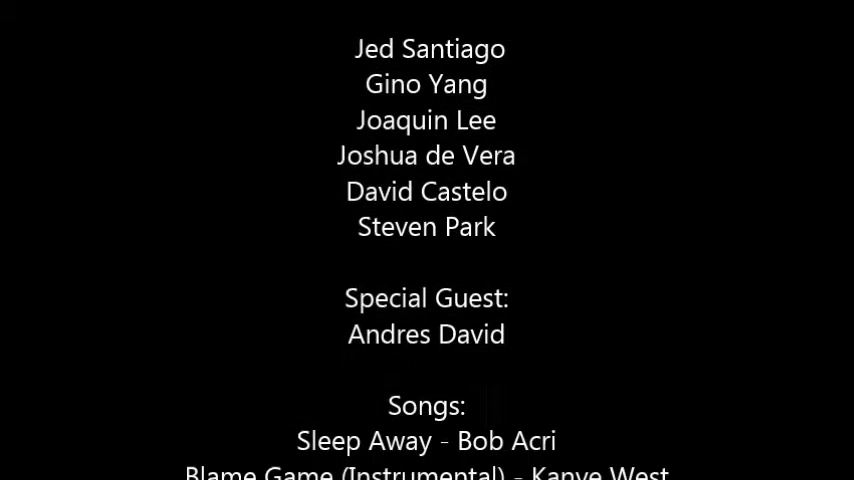 Jed Santiago
Gino Yang
Joaquin Lee
Joshua de Vera
David Castelo
Steven Park
Special Guest:
Andres David
Songs:
Sleep Away - Bob Acri
Blame Game (Instrumental) - Kanye West